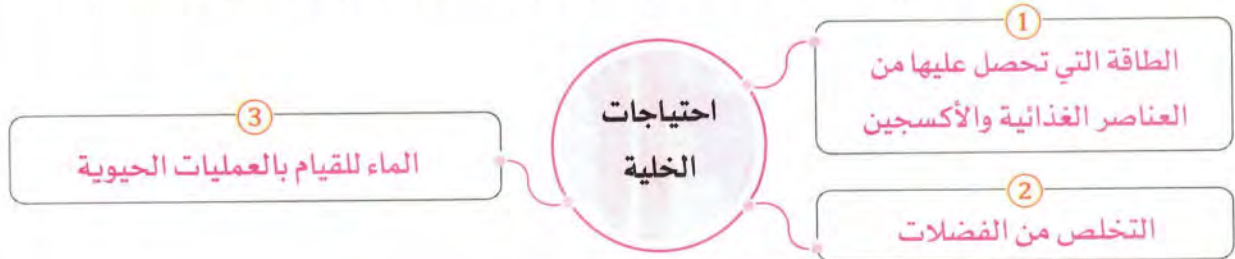 احتياجات
الخلية
1
الطاقة التي تحصل عليها من
العناصر الغذائية والأكسجين
2
التخلص من الفضلات
3
الماء للقيام بالعمليات الحيوية